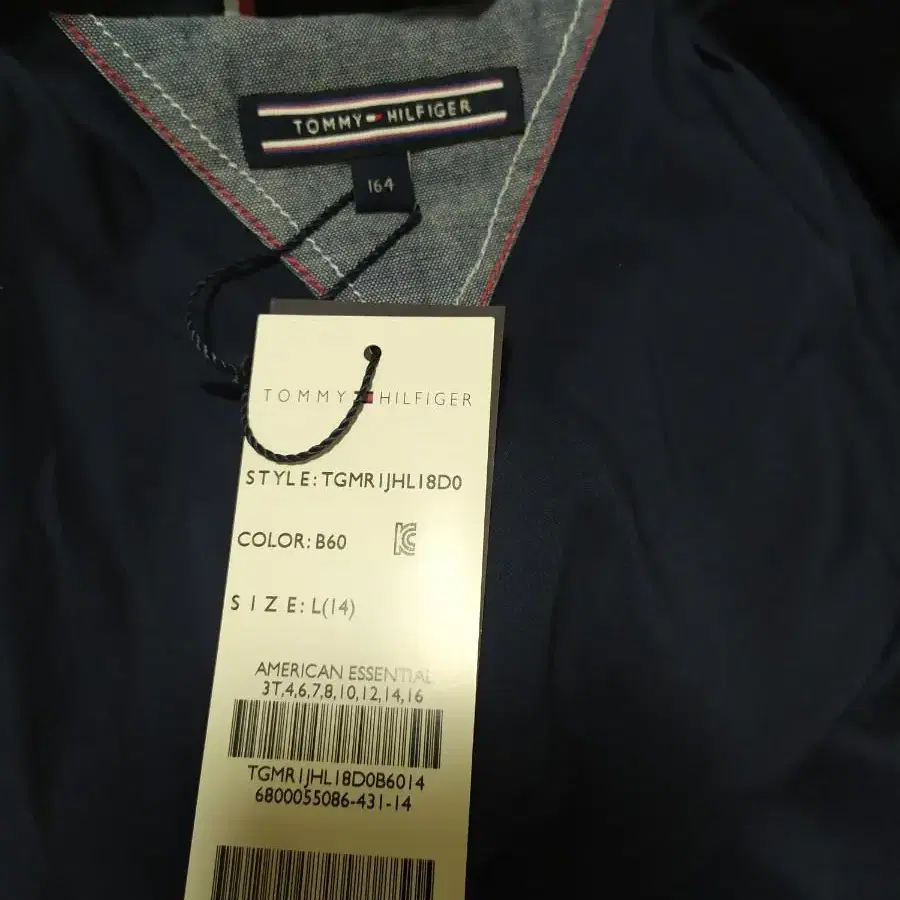 TOMMY HILFIGER
164
TOMMY HILFIGER
STYLE: TGMR1JHL18D0
COLOR: B60
SIZE: L(14)
AMERICAN ESSENTIAL
3T,4,6,7,8,10,12,14,16
TGMR1JHL18D0B6014
6800055086-431-14